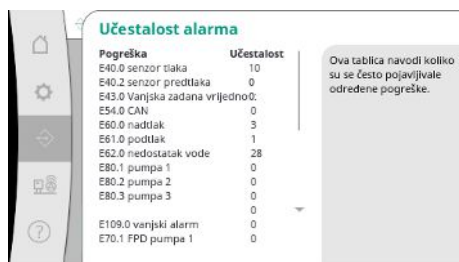 Učestalost alarma
Pogreška Učestalost
E40.0 senzor tlaka 10
E40.2 senzor predtlaka 0
E43.0 Vanjska zadana vrijedno0:
E54.0 CAN 0
E60.0 nadtlak 3
E61.0 podtlak 1
E62.0 nedostatak vode 28
E80.1 pumpa 1 0
E80.2 pumpa 2 0
E80.3 pumpa 3 0
0
E109.0 vanjski alarm 0
E70.1 FPD pumpa 1 0
Ova tablica navodi koliko
su se često pojavljivale
određene pogreške.